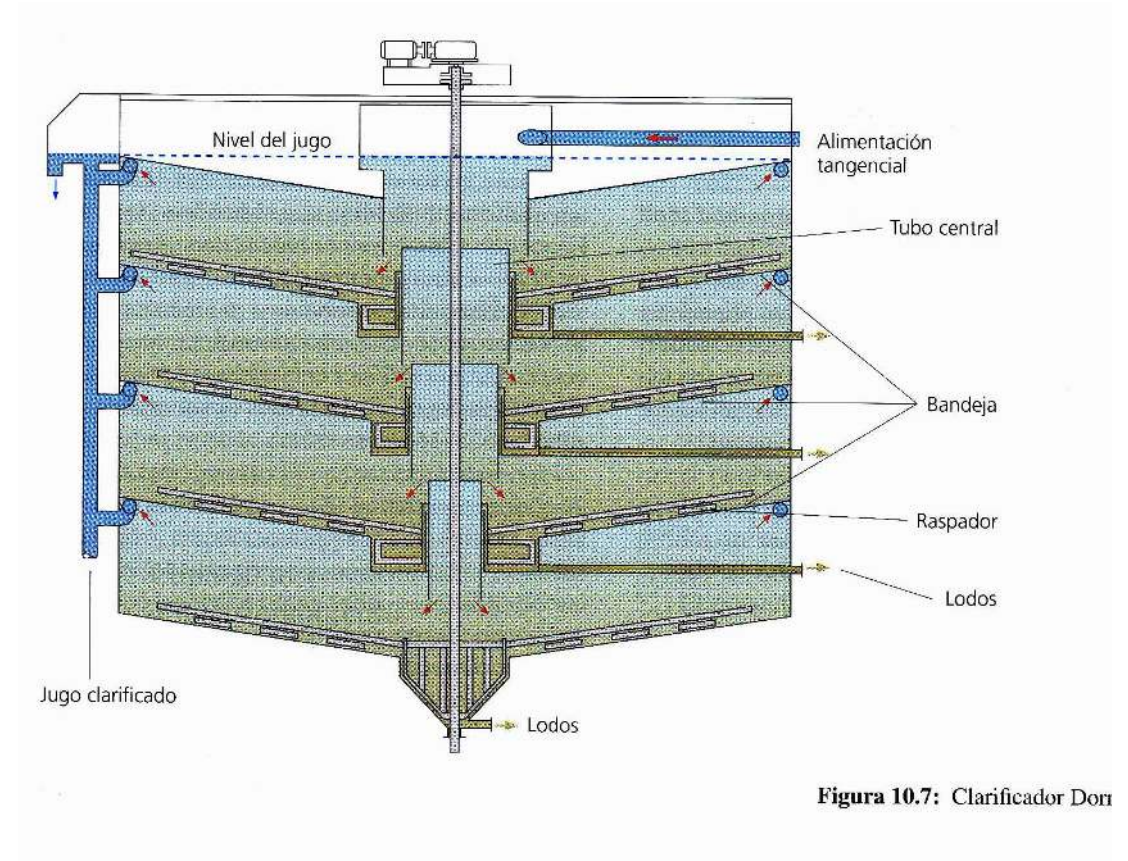 Nivel del jugo
Alimentación
tangencial
Tubo central
Bandeja
Raspador
Lodos
Jugo clarificado
Lodos
Figura 10.7: Clarificador